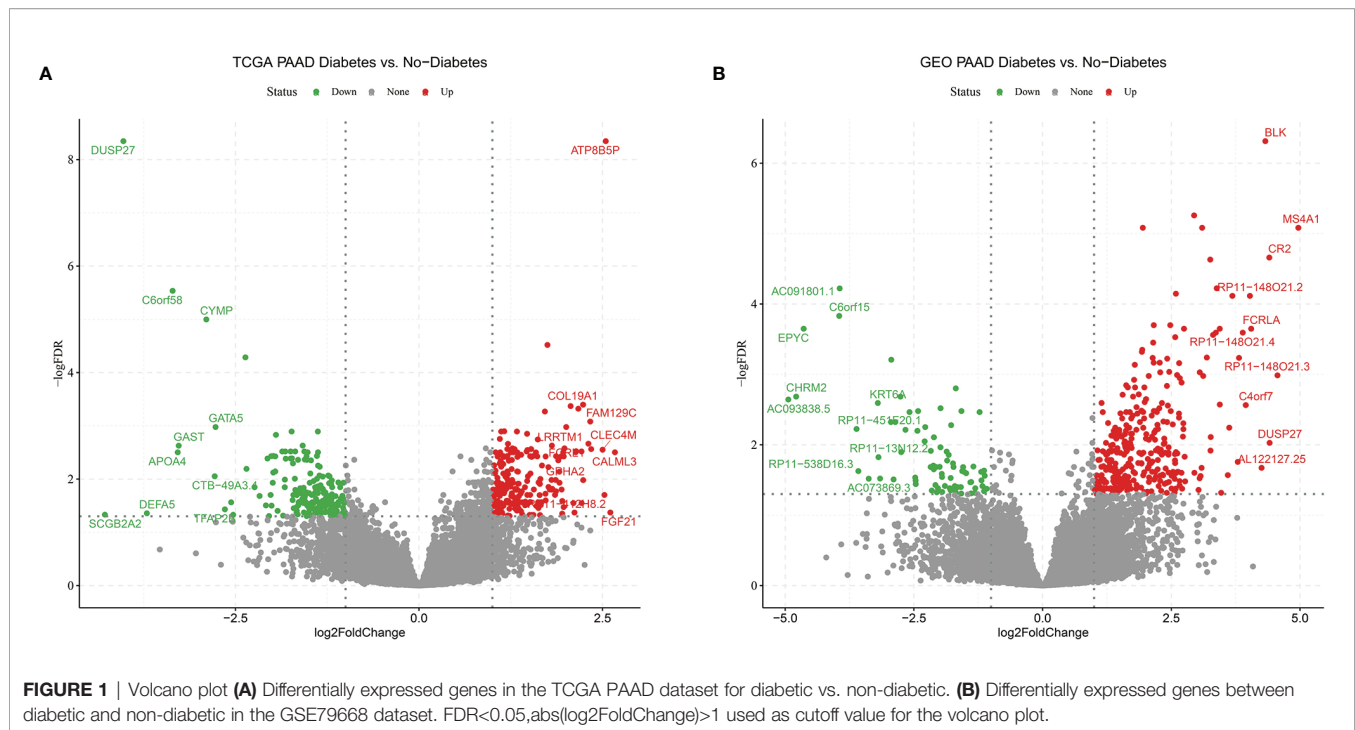 A
TCGA PAAD Diabetes vs. No−Diabetes
Status Down None Up
DUSP27
ATP8B5P
C6orf58
CYMP
COL19A1
FAM129C
GATA5
LRRTM1
CLEC4M
GAST
APOA4
CALML3
GPHA2
CTB−49A3.
DEFA5
SCGB2A2
FGF21
−logFDR
8
6
4
2
0
−2.5
0.0
2.5
log2FoldChange
B
GEO PAAD Diabetes vs. No−Diabetes
Status Down None Up
BLK
MS4A1
CR2
AC091801.1
RP11−148O21.2
C6orf15
FCRLA
EPYC
RP11−148O21.4
RP11−148O21.3
CHRM2
KRT6A
C4orf7
AC093838.5
RP11−451F20.1
DUSP27
RP11−13N12.2
RP11−538D16.3
AL122127.25
AC073869.3
−logFDR
6
4
2
0
−5.0
−2.5
0.0
2.5
5.0
log2FoldChange
FIGURE 1 | Volcano plot (A) Differentially expressed genes in the TCGA PAAD dataset for diabetic vs. non-diabetic. (B) Differentially expressed genes between
diabetic and non-diabetic in the GSE79668 dataset. FDR<0.05,abs(log2FoldChange)>1 used as cutoff value for the volcano plot.